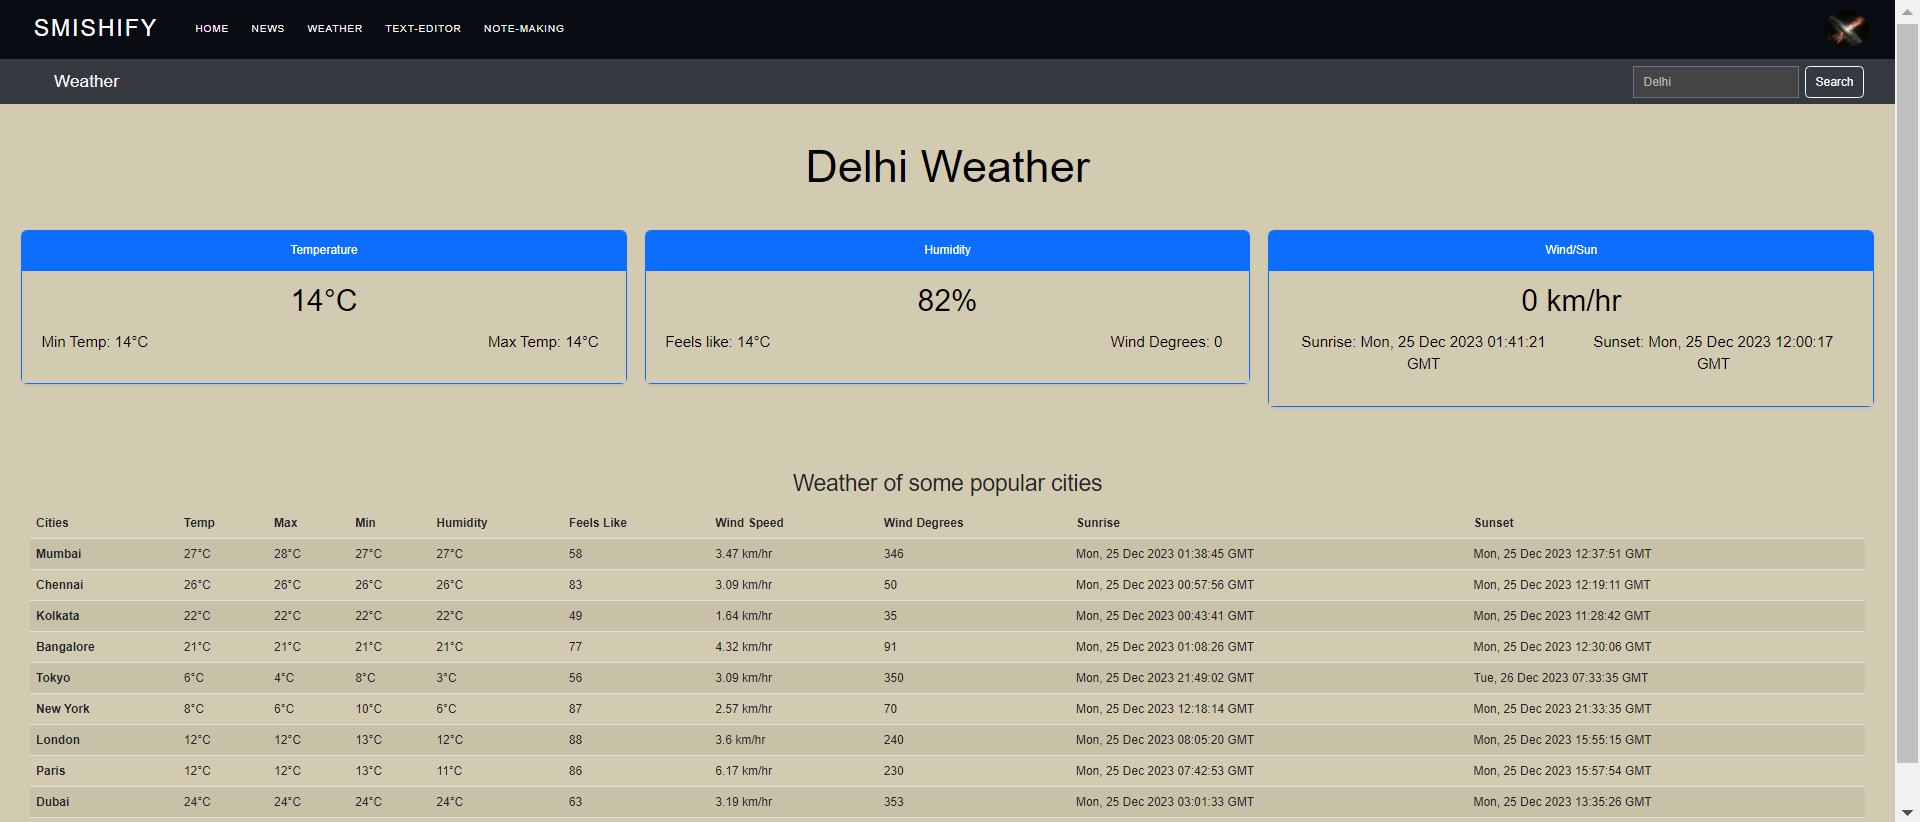 SMISHIFY HOME NEWS WEATHER TEXT-EDITOR NOTE-MAKING
Weather Delhi Search
Delhi Weather
Temperature
14°C
Min Temp: 14°C Max Temp: 14°C
Humidity
82%
Feels like: 14°C Wind Degrees: 0
Wind/Sun
0 km/hr
Sunrise: Mon, 25 Dec 2023 01:41:21
GMT
Sunset: Mon, 25 Dec 2023 12:00:17
GMT
Weather of some popular cities
Cities Temp Max Min Humidity Feels Like Wind Speed Wind Degrees Sunrise Sunset
Mumbai 27°C 28°C 27°C 27°C 58 3.47 km/hr 346 Mon, 25 Dec 2023 01:38:45 GMT Mon, 25 Dec 2023 12:37:51 GMT
Chennai 26°C 26°C 26°C 26°C 83 3.09 km/hr 50 Mon, 25 Dec 2023 00:57:56 GMT Mon, 25 Dec 2023 12:19:11 GMT
Kolkata 22°C 22°C 22°C 22°C 49 1.64 km/hr 35 Mon, 25 Dec 2023 00:43:41 GMT Mon, 25 Dec 2023 11:28:42 GMT
Bangalore 21°C 21°C 21°C 21°C 77 4.32 km/hr 91 Mon, 25 Dec 2023 01:08:26 GMT Mon, 25 Dec 2023 12:30:06 GMT
Tokyo 6°C 4°C 8°C 3°C 56 3.09 km/hr 350 Mon, 25 Dec 2023 21:49:02 GMT Tue, 26 Dec 2023 07:33:35 GMT
New York 8°C 6°C 10°C 6°C 87 2.57 km/hr 70 Mon, 25 Dec 2023 12:18:14 GMT Mon, 25 Dec 2023 21:33:35 GMT
London 12°C 12°C 13°C 12°C 88 3.6 km/hr 240 Mon, 25 Dec 2023 08:05:20 GMT Mon, 25 Dec 2023 15:55:15 GMT
Paris 12°C 12°C 13°C 11°C 86 6.17 km/hr 230 Mon, 25 Dec 2023 07:42:53 GMT Mon, 25 Dec 2023 15:57:54 GMT
Dubai 24°C 24°C 24°C 24°C 63 3.19 km/hr 353 Mon, 25 Dec 2023 03:01:33 GMT Mon, 25 Dec 2023 13:35:26 GMT